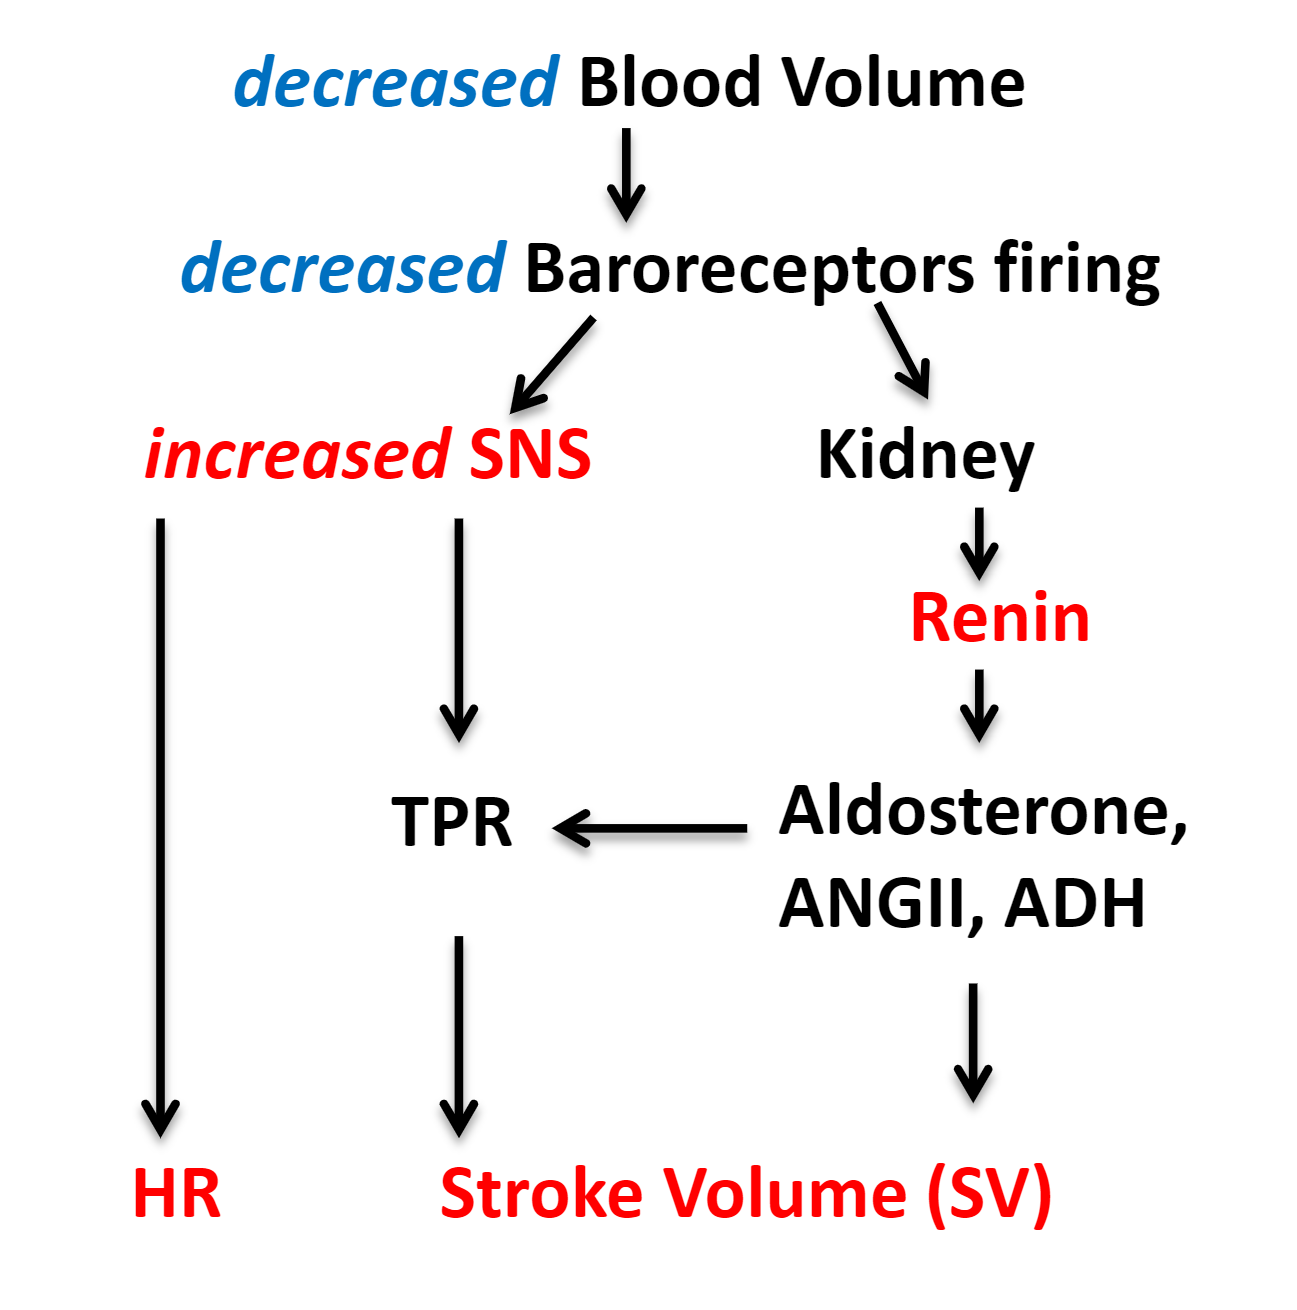 decreased Blood Volume
decreased Baroreceptors firing
increased SNS
Kidney
Renin
TPR
Aldosterone,
ANGII, ADH
HR
Stroke Volume (SV)